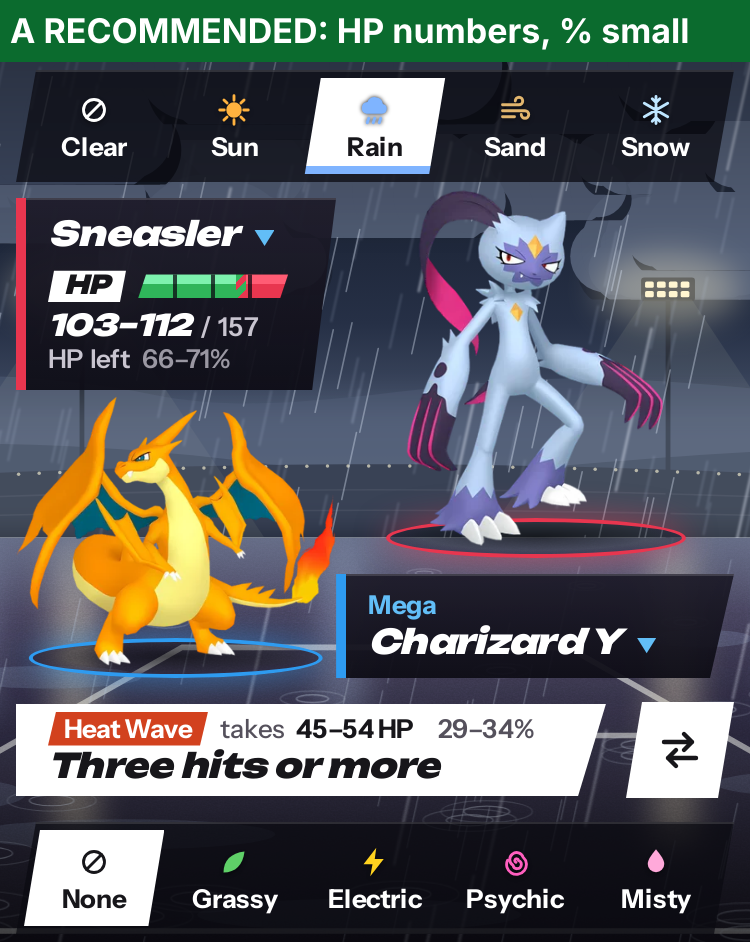 A RECOMMENDED: HP numbers, % small
Clear Sun Rain Sand Snow
Sneasler
HP
103–112 / 157
HP left 66–71%
Mega
Charizard Y
Heat Wave takes 45–54 HP 29–34%
Three hits or more
None Grassy Electric Psychic Misty